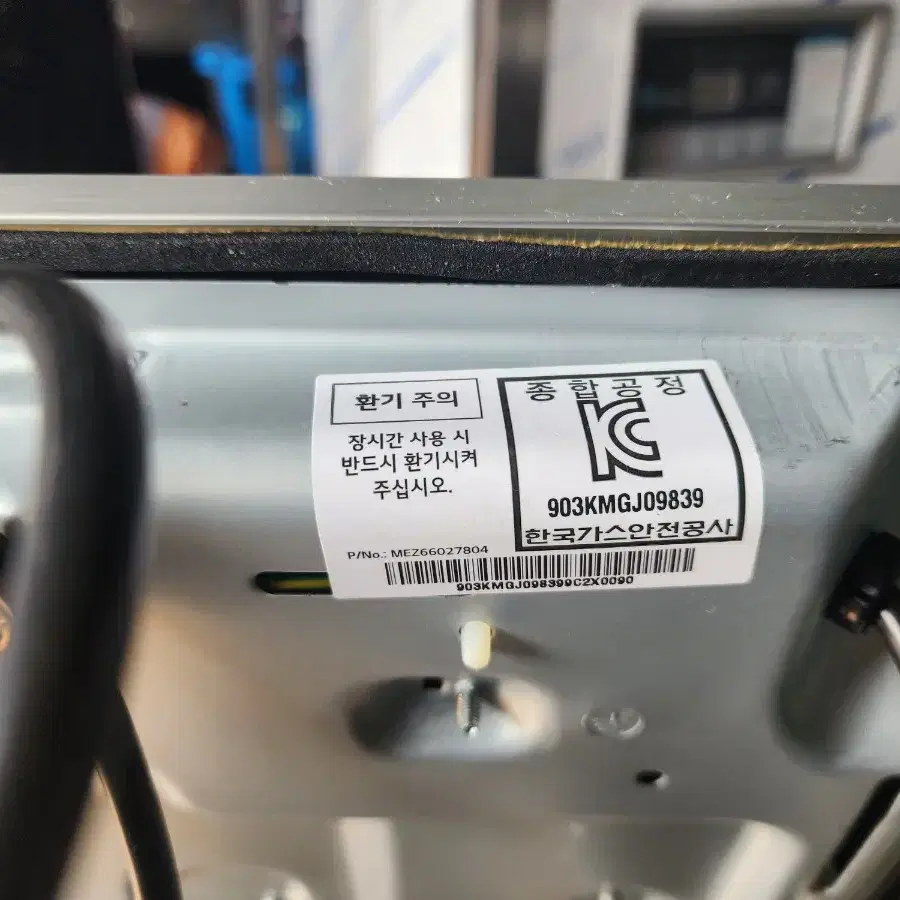 환기 주의
장시간 사용 시
반드시 환기시켜
주십시오.
종합공정
KC
903KMGJ09839
한국가스안전공사
P/No.: MEZ66027804
903KMGJ098399C2X0090